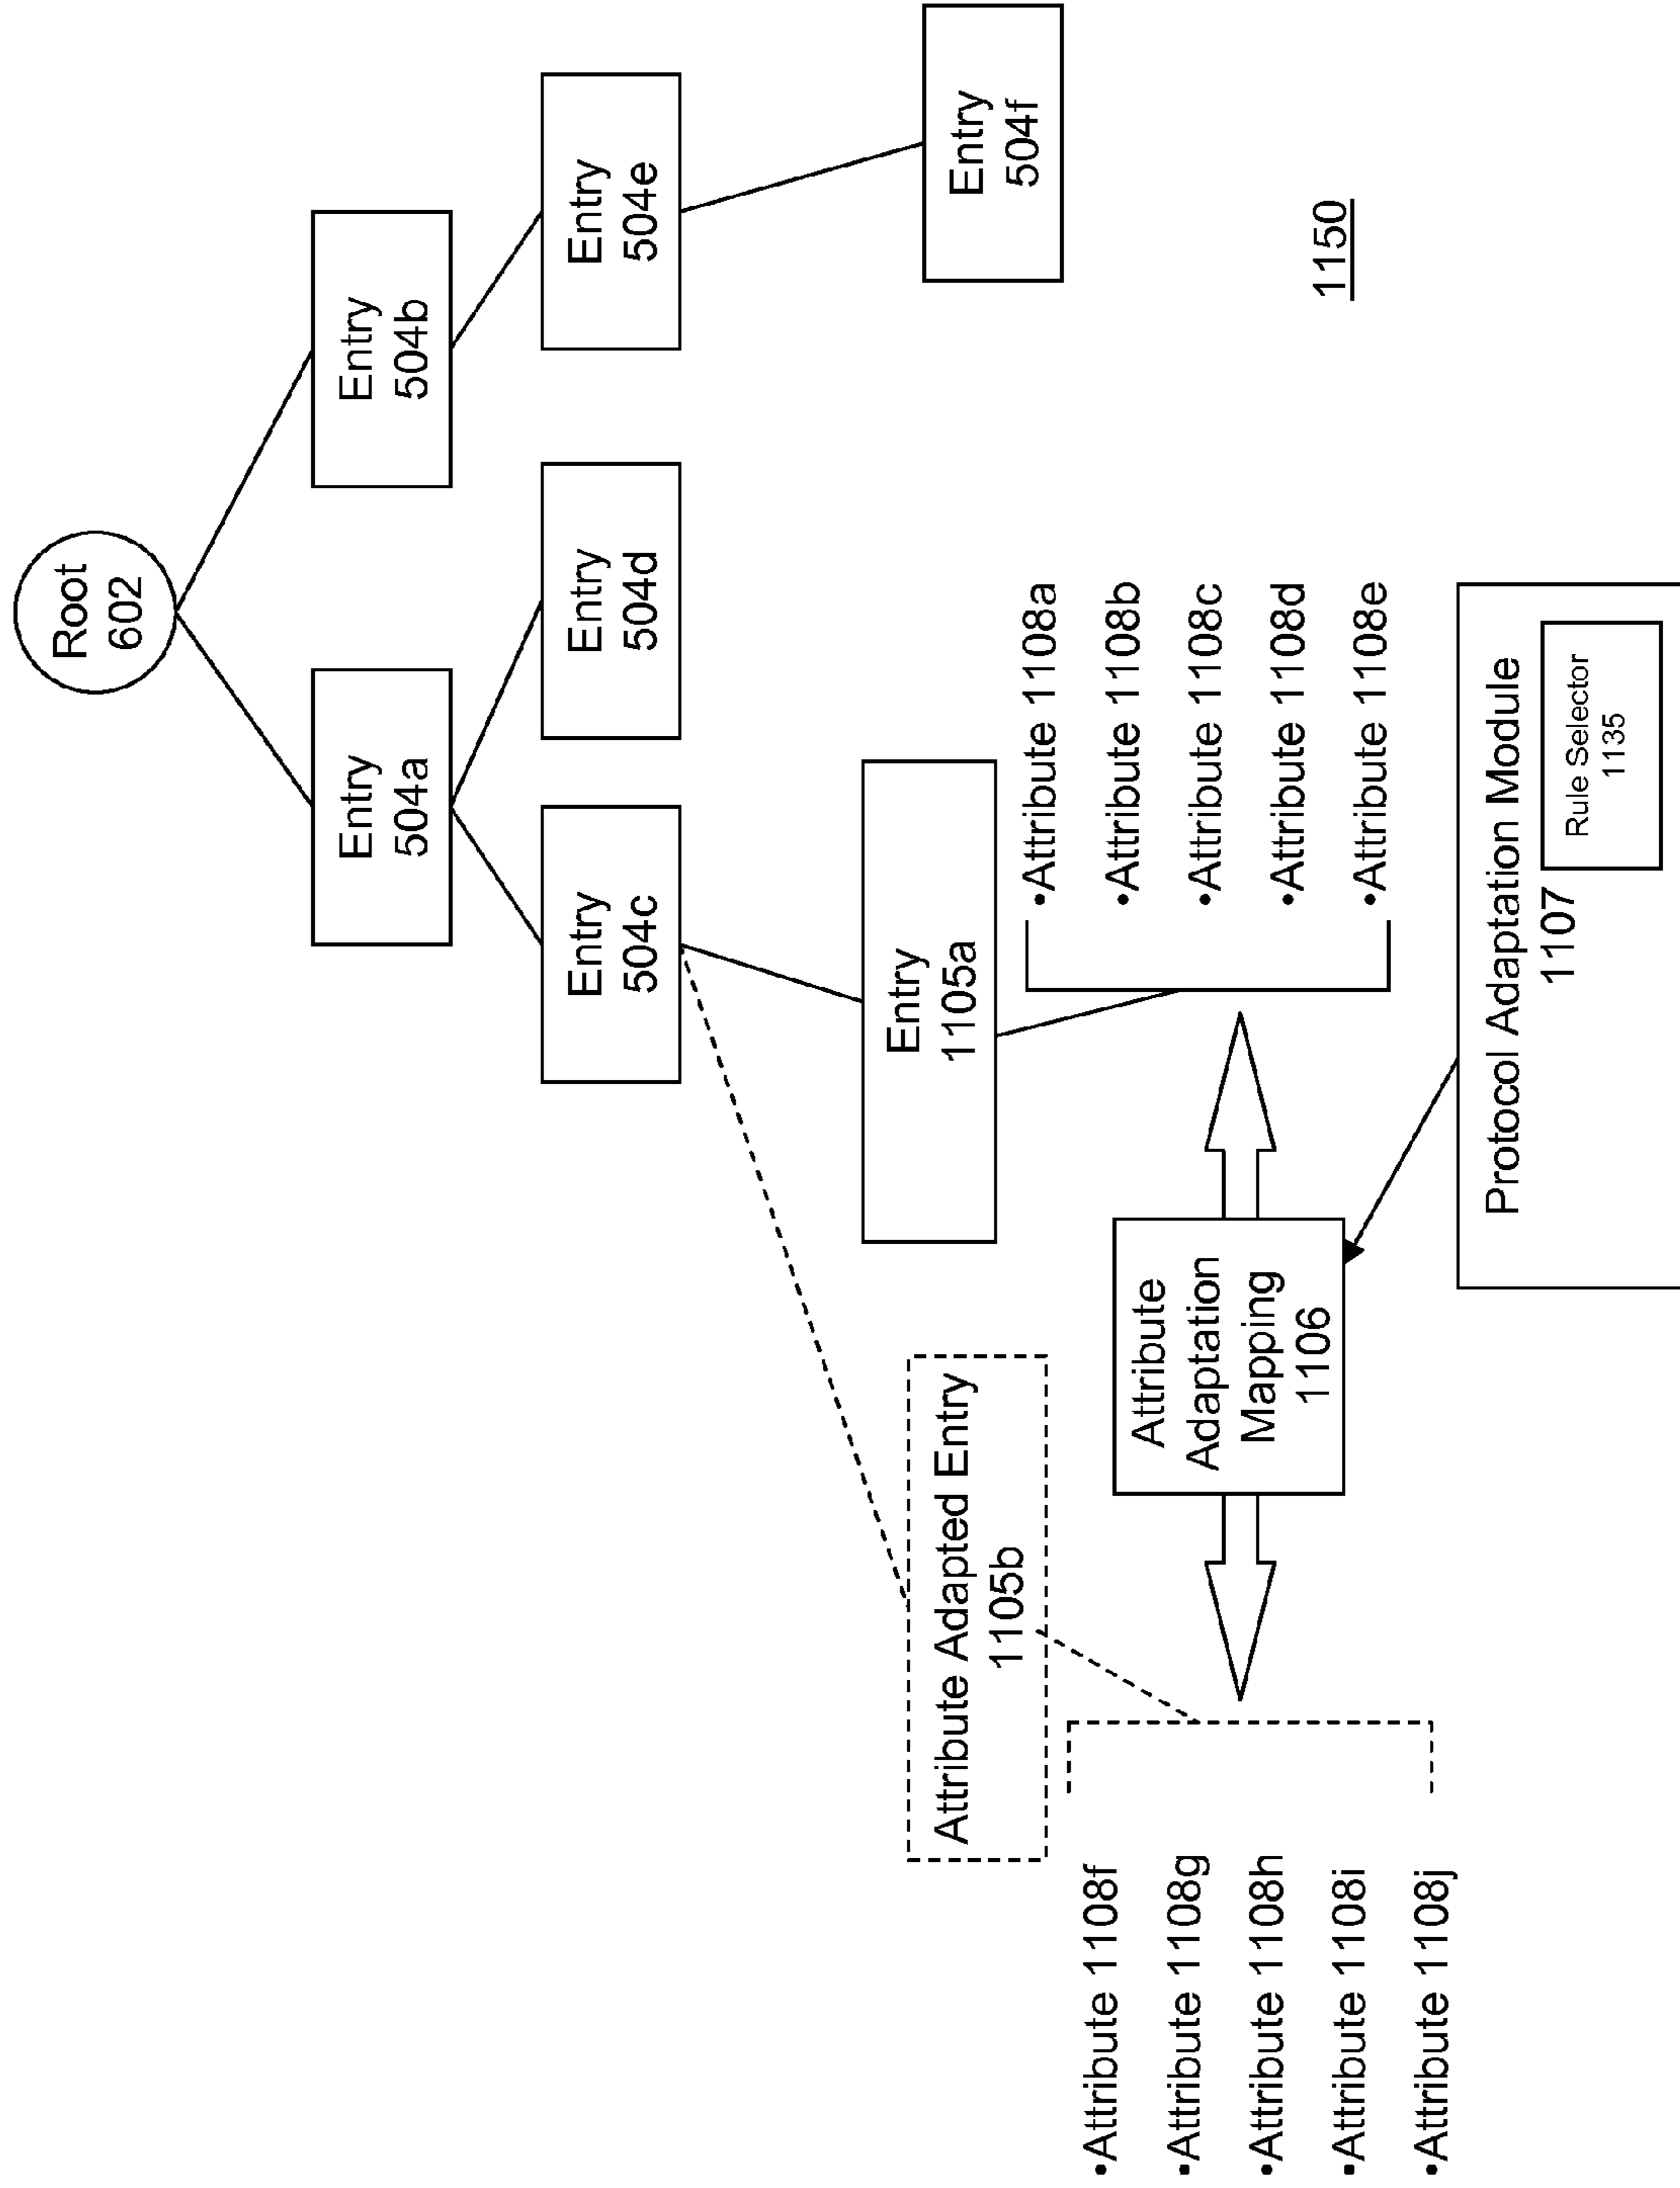 Root
602
Entry
504a
Entry
504b
Entry
504c
Entry
504d
Entry
504e
Entry
1105a
Entry
504f
Attribute Adapted Entry
1105b
•Attribute 1108a
•Attribute 1108b
•Attribute 1108c
•Attribute 1108d
•Attribute 1108e
•Attribute 1108f
•Attribute 1108g
•Attribute 1108h
•Attribute 1108i
•Attribute 1108j
Attribute
Adaptation
Mapping
1106
1150
Protocol Adaptation Module
1107
Rule Selector
1135